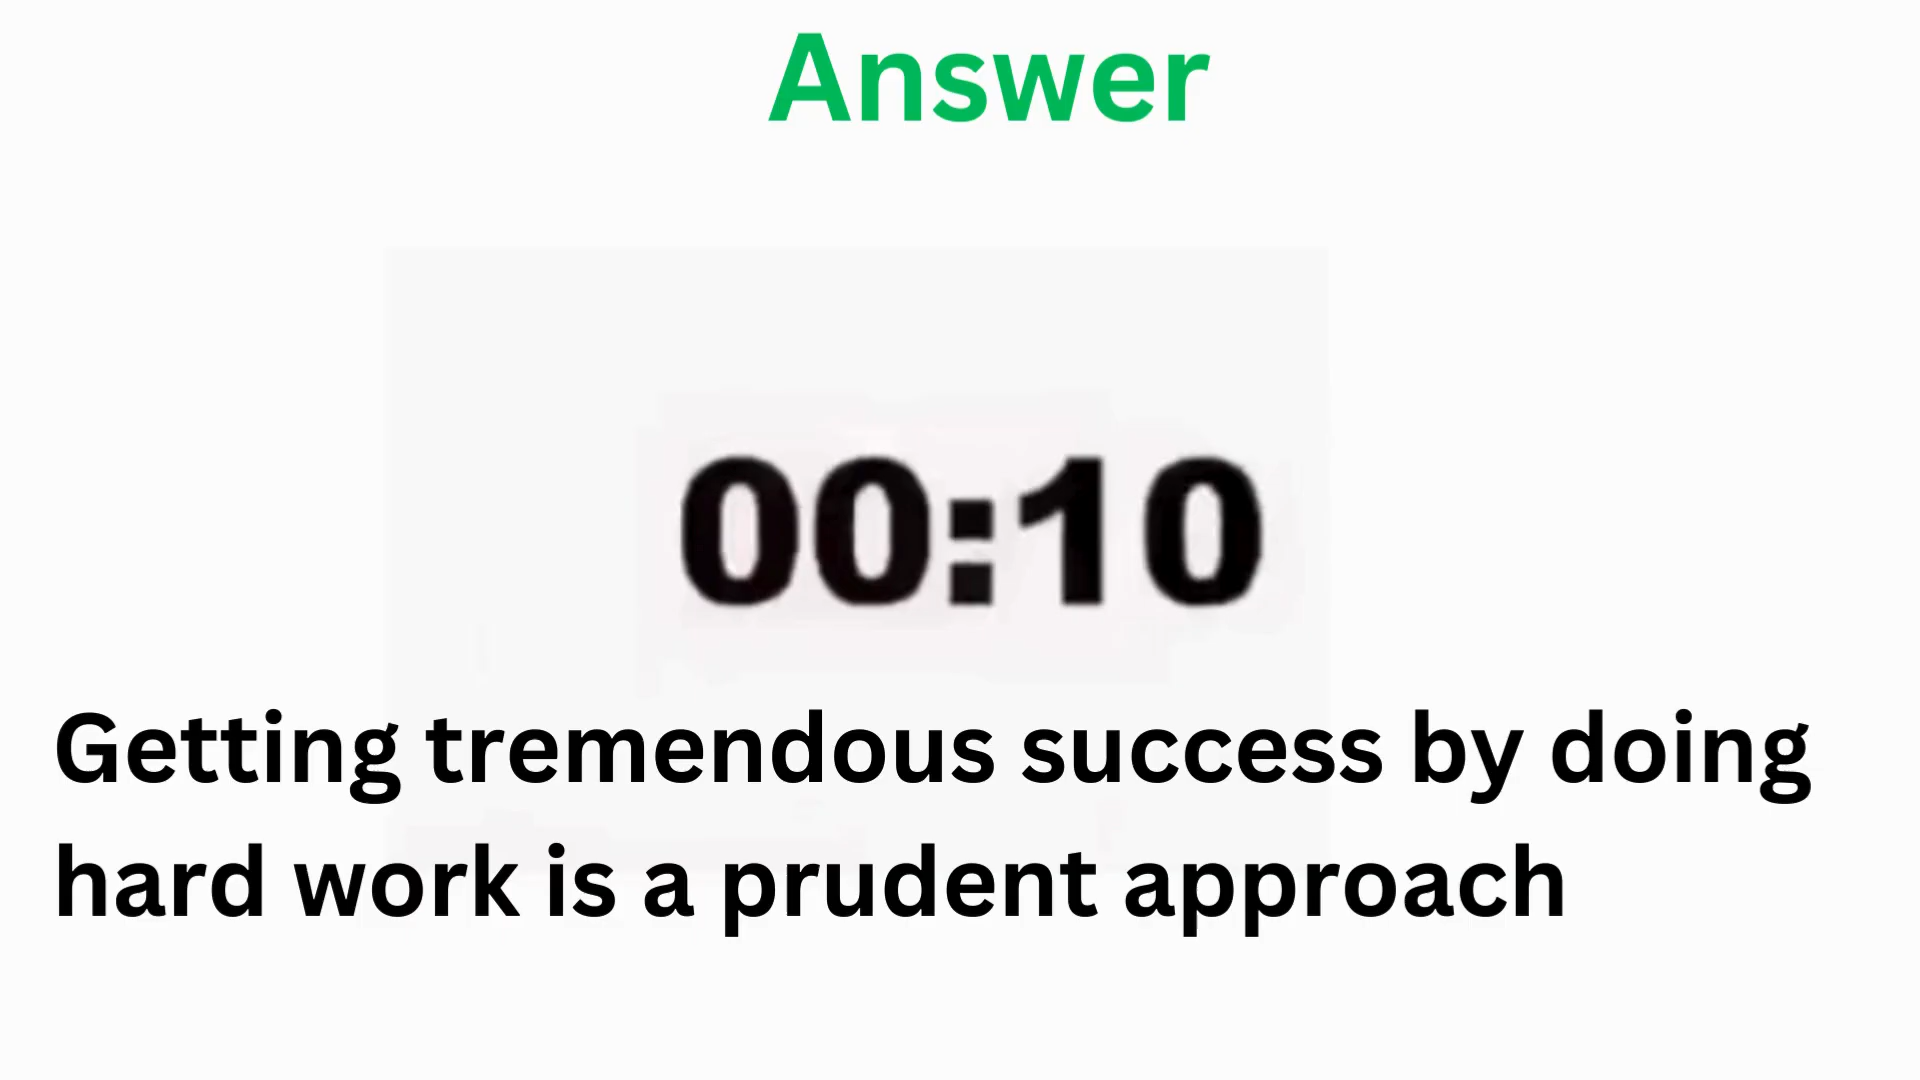 Answer
00:10
Getting tremendous success by doing
hard work is a prudent approach